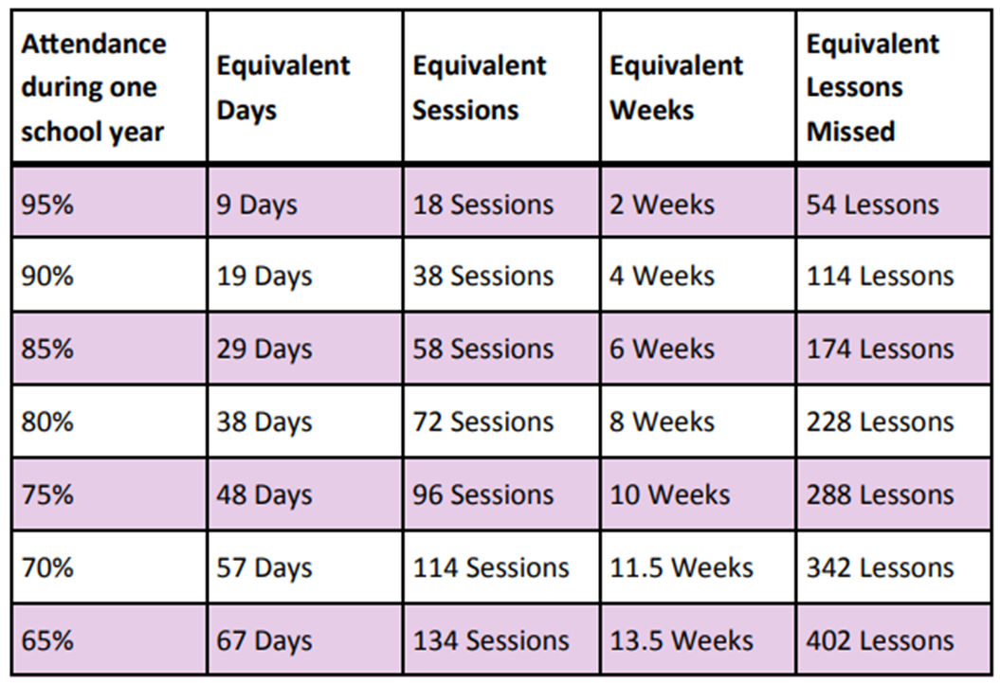 Attendance during one school year Equivalent Days Equivalent Sessions Equivalent Weeks Equivalent Lessons Missed
95% 9 Days 18 Sessions 2 Weeks 54 Lessons
90% 19 Days 38 Sessions 4 Weeks 114 Lessons
85% 29 Days 58 Sessions 6 Weeks 174 Lessons
80% 38 Days 72 Sessions 8 Weeks 228 Lessons
75% 48 Days 96 Sessions 10 Weeks 288 Lessons
70% 57 Days 114 Sessions 11.5 Weeks 342 Lessons
65% 67 Days 134 Sessions 13.5 Weeks 402 Lessons